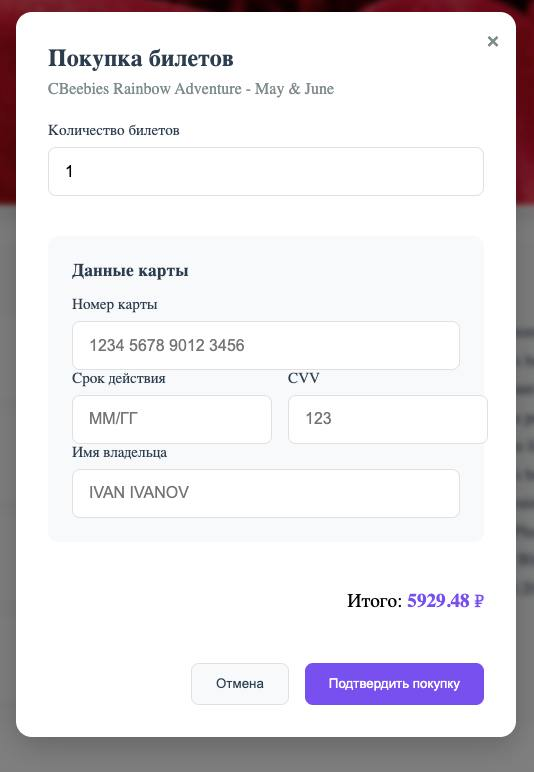 Покупка билетов
×
CBeebies Rainbow Adventure - May & June
Количество билетов
1
Данные карты
Номер карты
1234 5678 9012 3456
Срок действия CVV
ММ/ГГ 123
Имя владельца
IVAN IVANOV
Итого: 5929.48 ₽
Отмена Подтвердить покупку